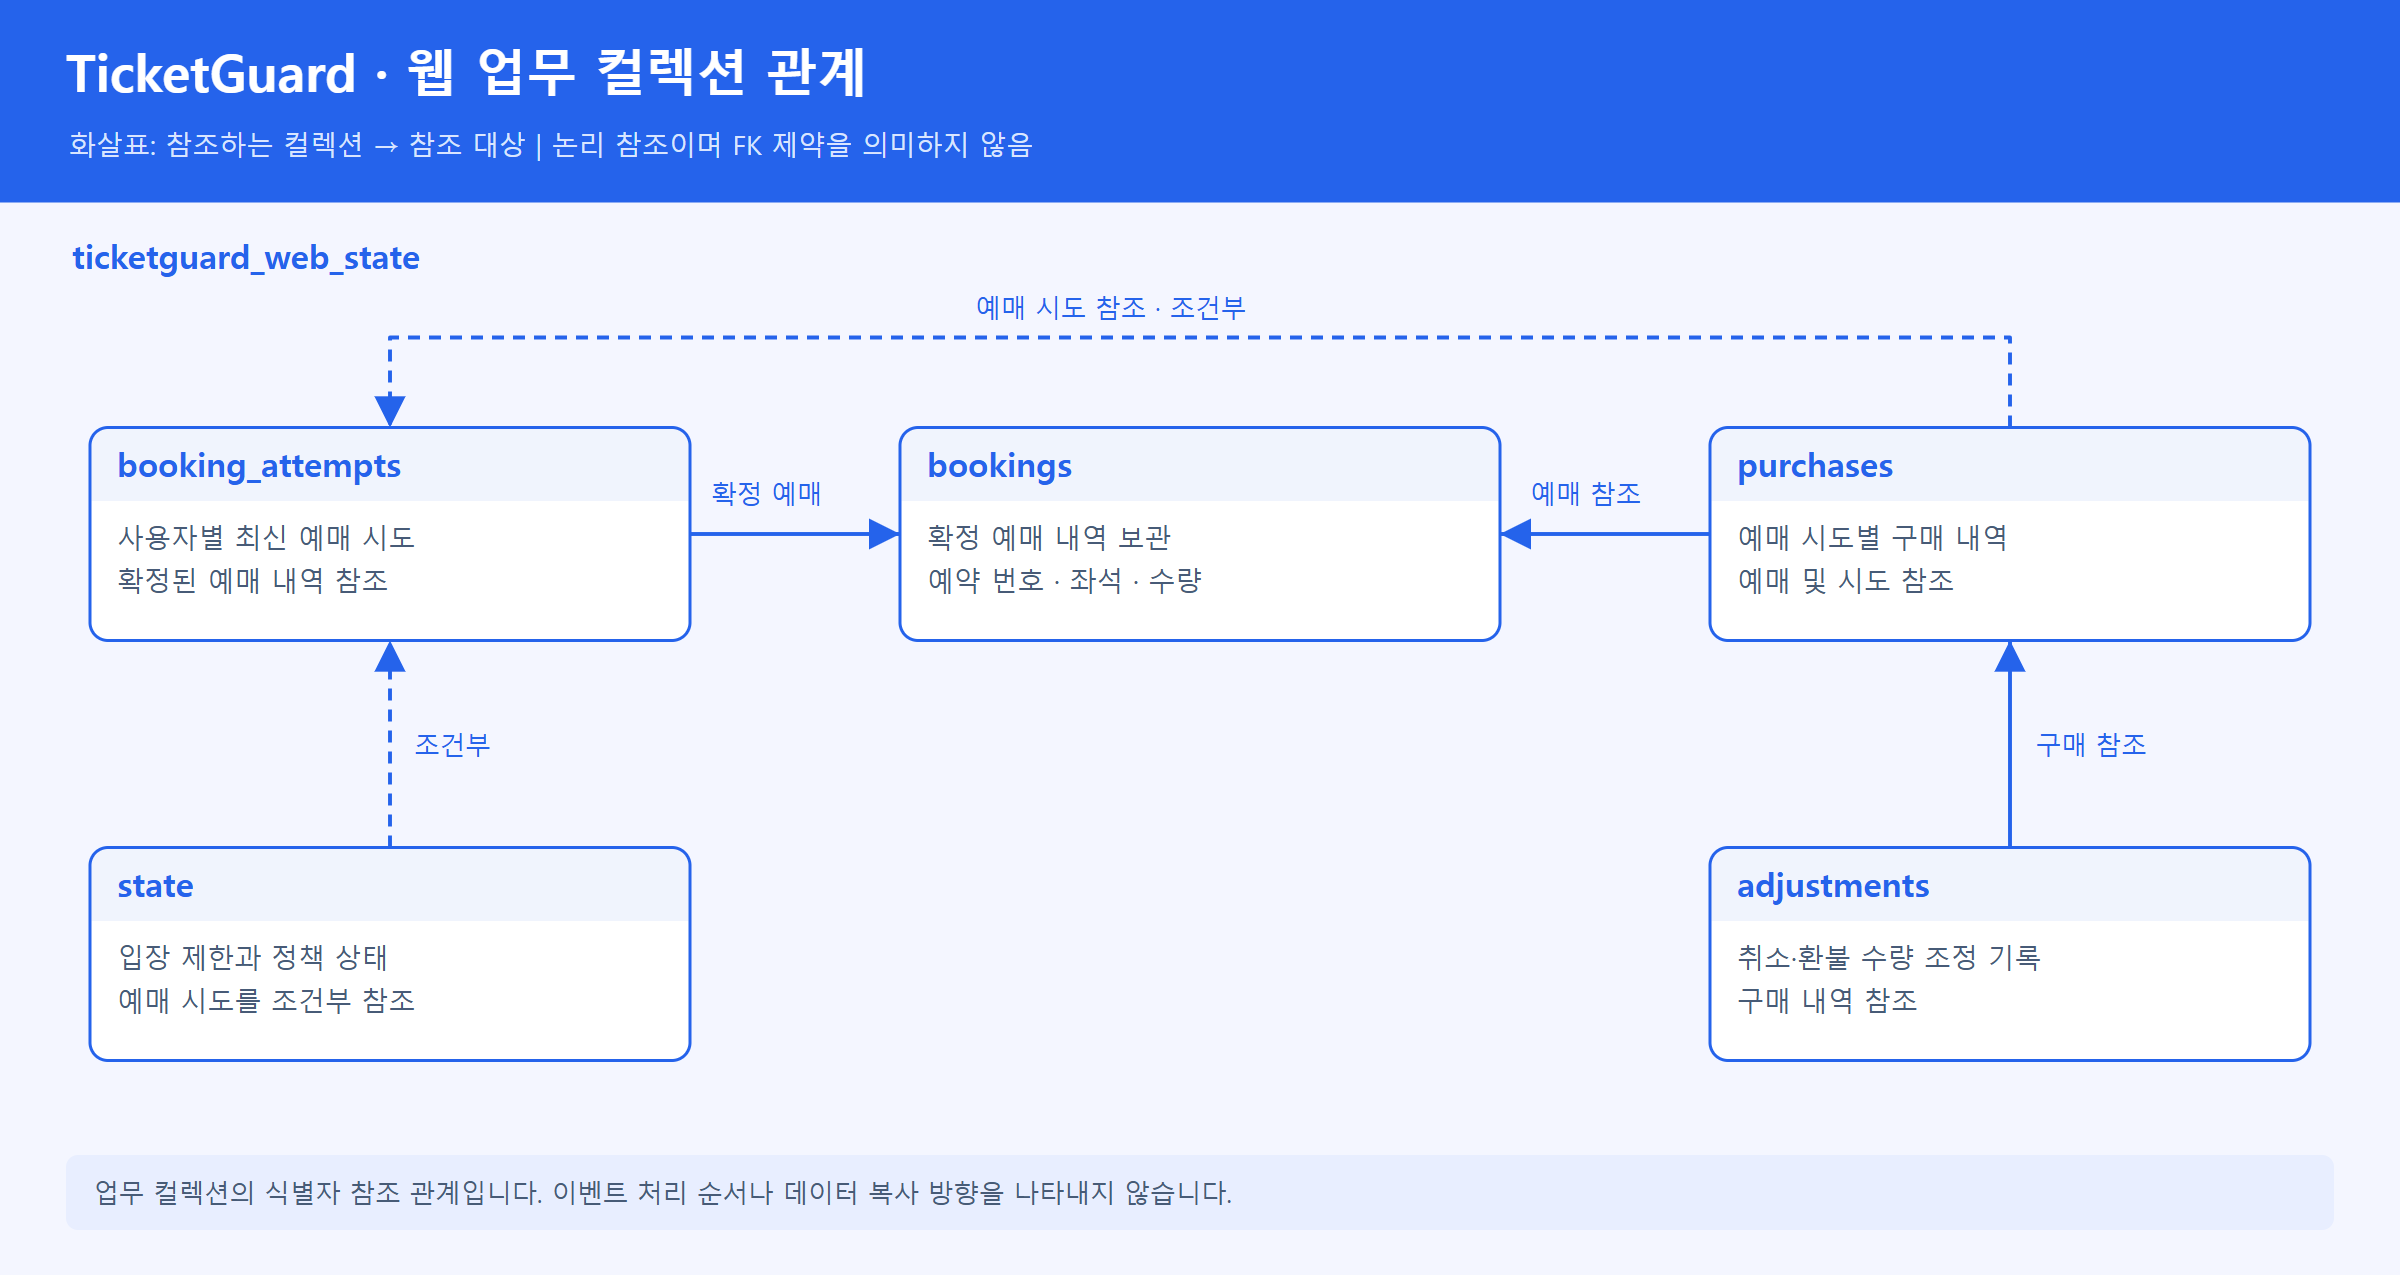 TicketGuard · 웹 업무 컬렉션 관계
화살표: 참조하는 컬렉션 → 참조 대상 | 논리 참조이며 FK 제약을 의미하지 않음
ticketguard_web_state
예매 시도 참조 · 조건부
booking_attempts
사용자별 최신 예매 시도
확정된 예매 내역 참조
확정 예매
bookings
확정 예매 내역 보관
예약 번호 · 좌석 · 수량
예매 참조
purchases
예매 시도별 구매 내역
예매 및 시도 참조
조건부
구매 참조
state
입장 제한과 정책 상태
예매 시도를 조건부 참조
adjustments
취소·환불 수량 조정 기록
구매 내역 참조
업무 컬렉션의 식별자 참조 관계입니다. 이벤트 처리 순서나 데이터 복사 방향을 나타내지 않습니다.